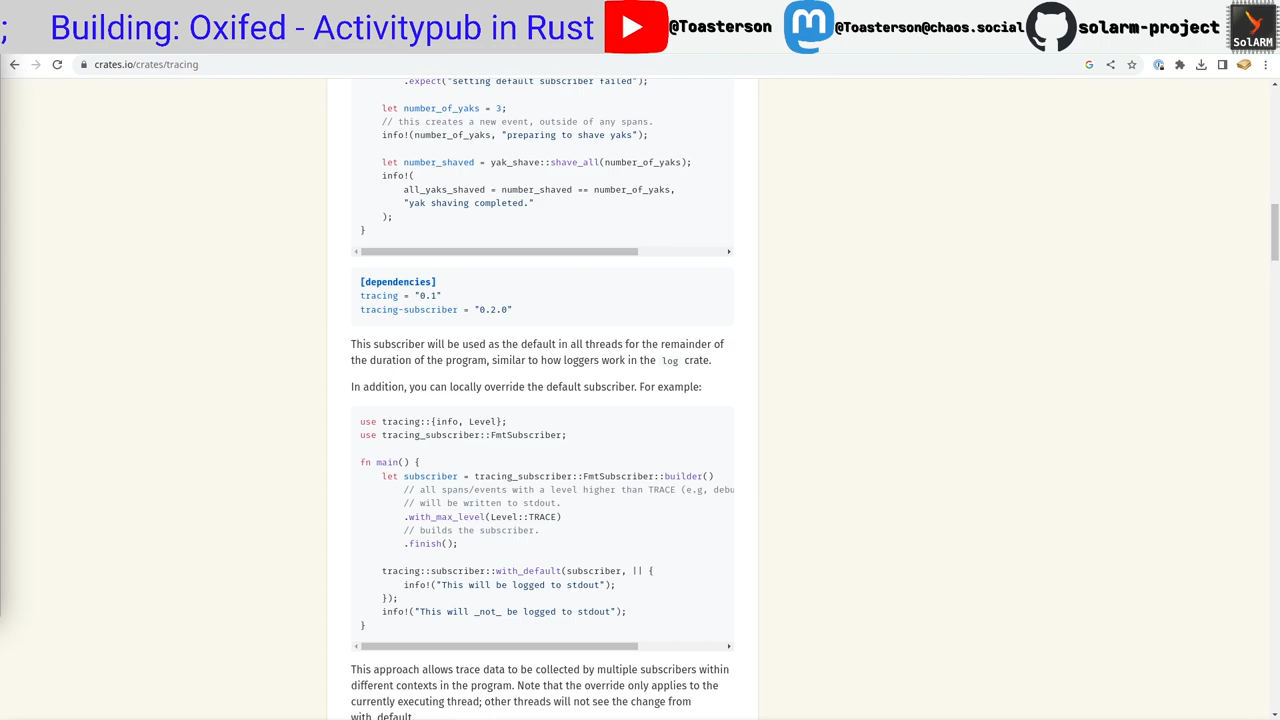 ; Building: Oxifed - Activitypub in Rust @Toasterson @Toasterson@chaos.social solarm-project SolARM
crates.io/crates/tracing
.expect("setting default subscriber failed");
let number_of_yaks = 3;
// this creates a new event, outside of any spans.
info!(number_of_yaks, "preparing to shave yaks");
let number_shaved = yak_shave::shave_all(number_of_yaks);
info!(
all_yaks_shaved = number_shaved == number_of_yaks,
"yak shaving completed."
);
}
[dependencies]
tracing = "0.1"
tracing-subscriber = "0.2.0"
This subscriber will be used as the default in all threads for the remainder of
the duration of the program, similar to how loggers work in the log crate.
In addition, you can locally override the default subscriber. For example:
use tracing::{info, Level};
use tracing_subscriber::FmtSubscriber;
fn main() {
let subscriber = tracing_subscriber::FmtSubscriber::builder()
// all spans/events with a level higher than TRACE (e.g, debu
// will be written to stdout.
.with_max_level(Level::TRACE)
// builds the subscriber.
.finish();
tracing::subscriber::with_default(subscriber, || {
info!("This will be logged to stdout");
});
info!("This will _not_ be logged to stdout");
}
This approach allows trace data to be collected by multiple subscribers within
different contexts in the program. Note that the override only applies to the
currently executing thread; other threads will not see the change from
with_default.